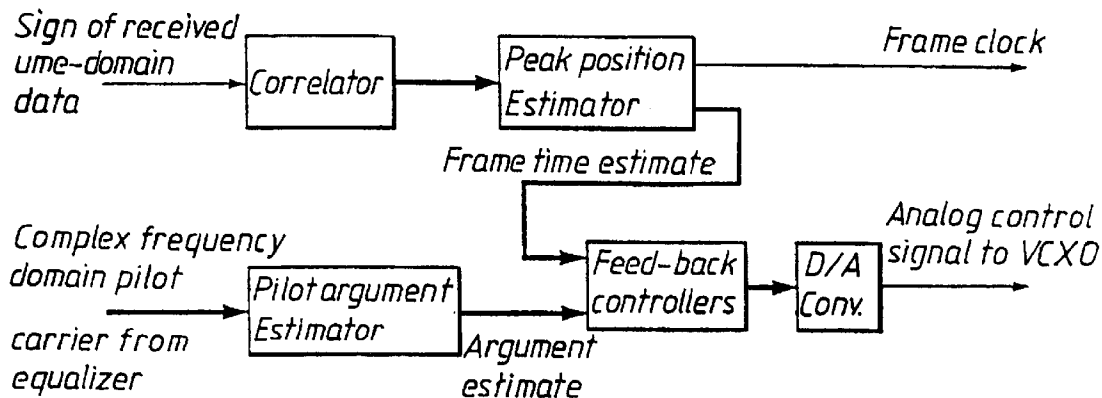 Sign of received
ume-domain
data
Correlator
Peak position
Estimator
Frame clock
Frame time estimate
Complex frequency
domain pilot
carrier from
equalizer
Pilot argument
Estimator
Argument
estimate
Feed-back
controllers
D/A
Conv.
Analog control
signal to VCXO